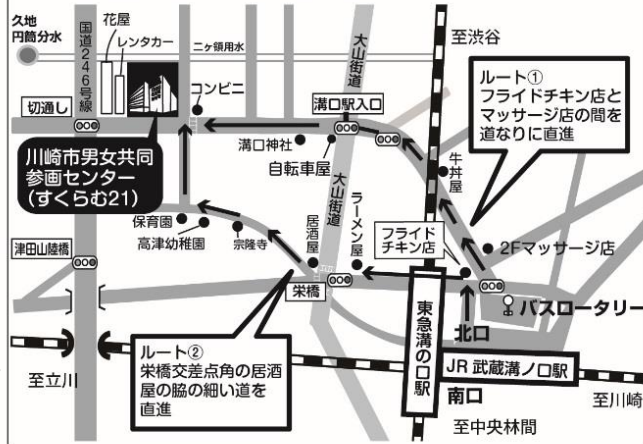 久地
円筒分水
国道246号線
花屋
レンタカー
二ヶ領用水
大山街道
至渋谷
コンビニ
切通し
溝口駅入口
ルート①
フライドチキン店と
マッサージ店の間を
道なりに直進
川崎市男女共同
参画センター
(すくらむ21)
溝口神社
自転車屋
牛丼屋
大山街道
保育園
高津幼稚園
宗隆寺
居酒屋
ラーメン屋
フライド
チキン店
2Fマッサージ店
津田山陸橋
栄橋
バスロータリー
北口
東急溝の口駅
ルート②
栄橋交差点角の居酒
屋の脇の細い道を
直進
JR 武蔵溝ノ口駅
南口
至立川
至川崎
至中央林間